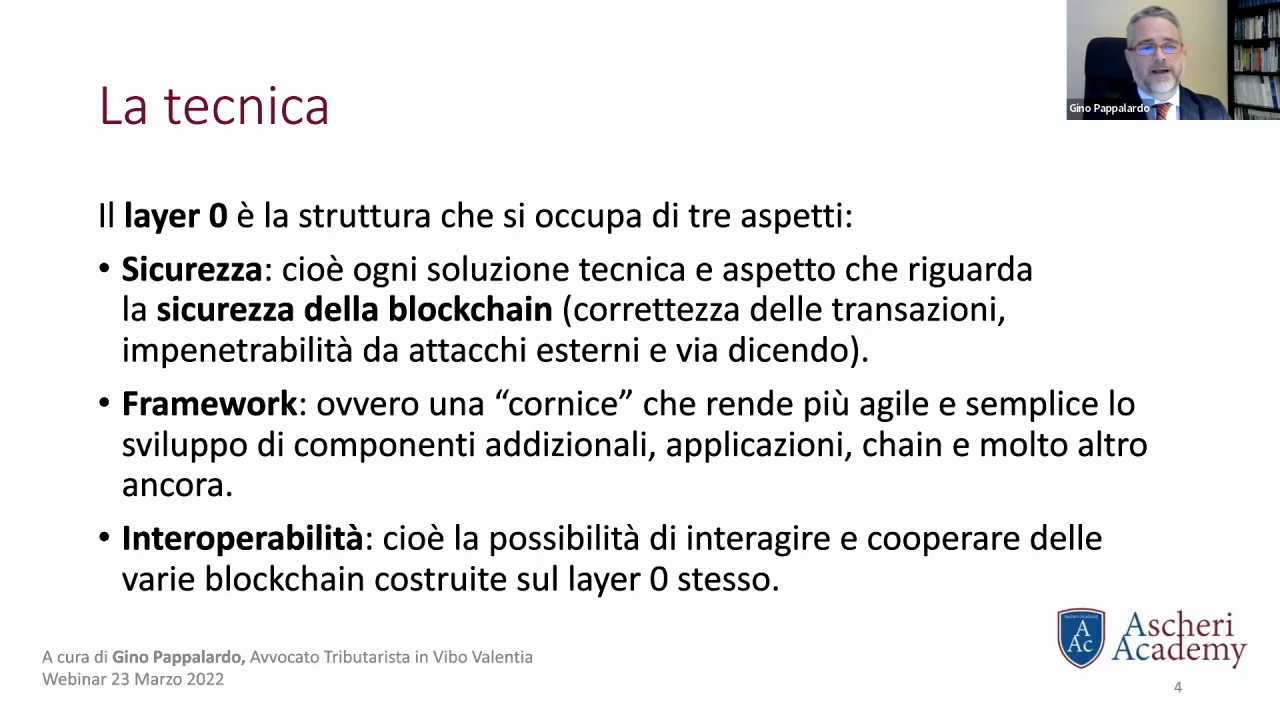 La tecnica
Gino Pappalardo
Il layer 0 è la struttura che si occupa di tre aspetti:
• Sicurezza: cioè ogni soluzione tecnica e aspetto che riguarda
la sicurezza della blockchain (correttezza delle transazioni,
impenetrabilità da attacchi esterni e via dicendo).
• Framework: ovvero una “cornice” che rende più agile e semplice lo
sviluppo di componenti addizionali, applicazioni, chain e molto altro
ancora.
• Interoperabilità: cioè la possibilità di interagire e cooperare delle
varie blockchain costruite sul layer 0 stesso.
A cura di Gino Pappalardo, Avvocato Tributarista in Vibo Valentia
Webinar 23 Marzo 2022
Ascheri Academy
A
Ac
Ascheri
Academy
4